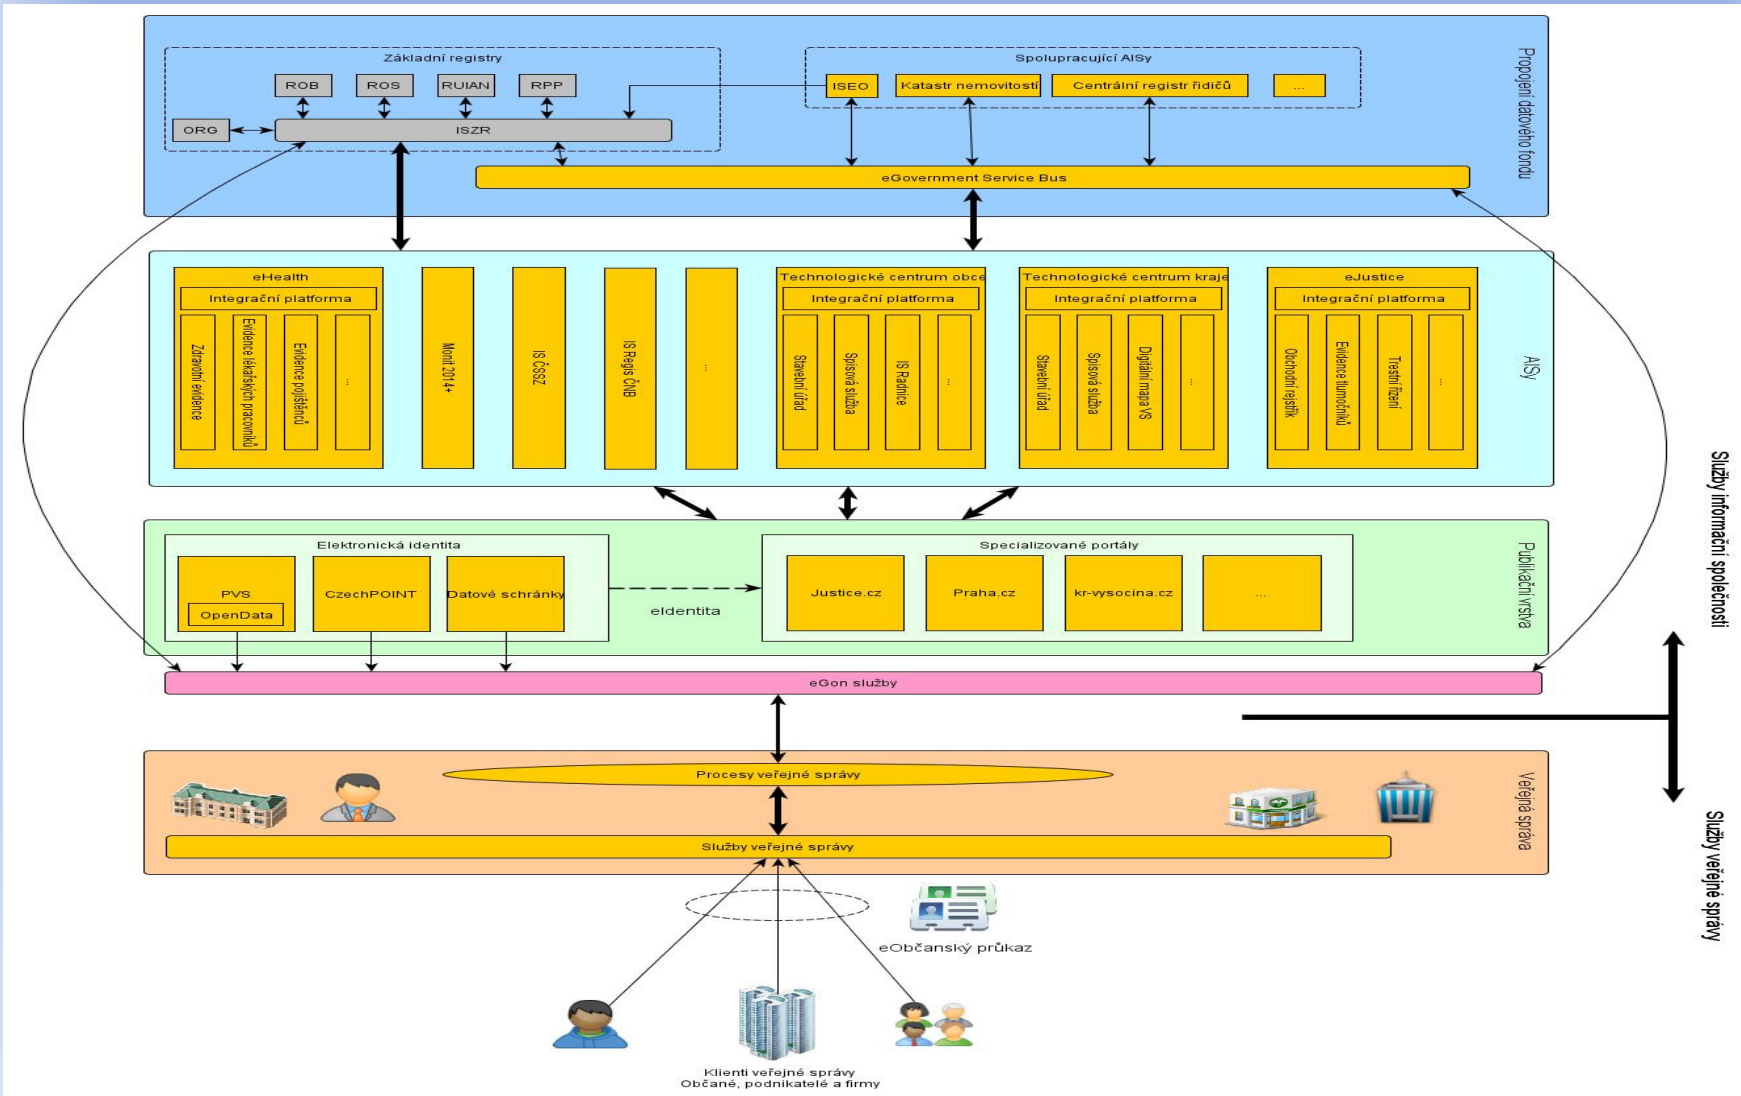 Základní registry
Spolupracující AISy
Propojení datového fondu
ROB
ROS
RUIAN
RPP
ISEO
Katastr nemovitostí
Centrální registr řidičů
...
ORG
ISZR
eGovernment Service Bus
eHealth
Integrační platforma
Zdravotní evidence
Evidence lékařských pracovníků
Evidence pojištěnců
...
Monit 2014+
IS ČSSZ
IS Regis ČNB
...
Technologické centrum obce
Integrační platforma
Stavební úřad
Spisová služba
IS Radnice
...
Technologické centrum kraje
Integrační platforma
Stavební úřad
Spisová služba
Digitální mapa VS
...
eJustice
Integrační platforma
Obchodní rejstřík
Evidence tlumočníků
Trestní řízení
...
AISy
Elektronická identita
PVS
OpenData
CzechPOINT
Datové schránky
eIdentita
Specializované portály
Justice.cz
Praha.cz
kr-vysocina.cz
...
Publikační vrstva
eGon služby
Služby informační společnosti
Procesy veřejné správy
Služby veřejné správy
Veřejná správa
Služby veřejné správy
eObčanský průkaz
Klienti veřejné správy
Občané, podnikatelé a firmy